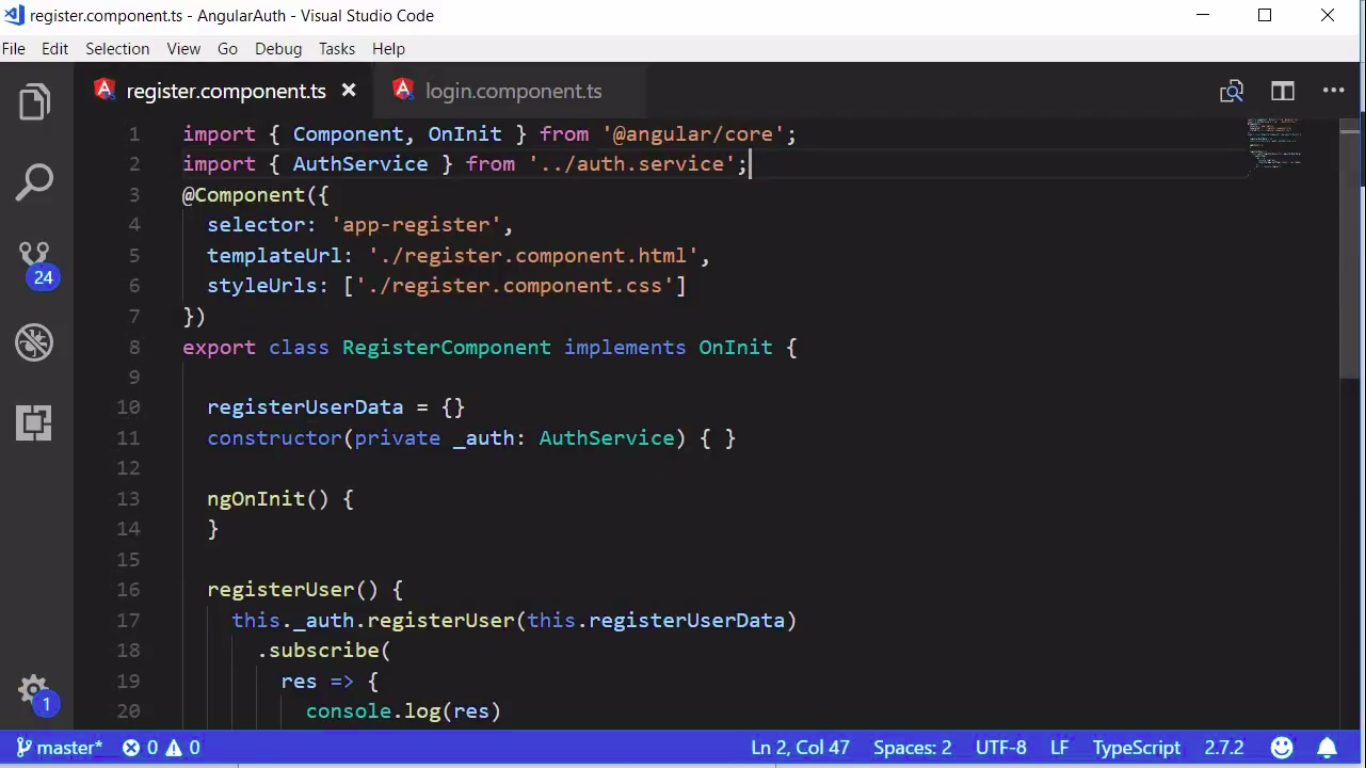 register.component.ts - AngularAuth - Visual Studio Code
File Edit Selection View Go Debug Tasks Help
register.component.ts login.component.ts
1 import { Component, OnInit } from '@angular/core';
2 import { AuthService } from '../auth.service';
3 @Component({
4 selector: 'app-register',
5 templateUrl: './register.component.html',
6 styleUrls: ['./register.component.css']
7 })
8 export class RegisterComponent implements OnInit {
9
10 registerUserData = {}
11 constructor(private _auth: AuthService) { }
12
13 ngOnInit() {
14 }
15
16 registerUser() {
17 this._auth.registerUser(this.registerUserData)
18 .subscribe(
19 res => {
20 console.log(res)
24
1
master* 0 0 Ln 2, Col 47 Spaces: 2 UTF-8 LF TypeScript 2.7.2